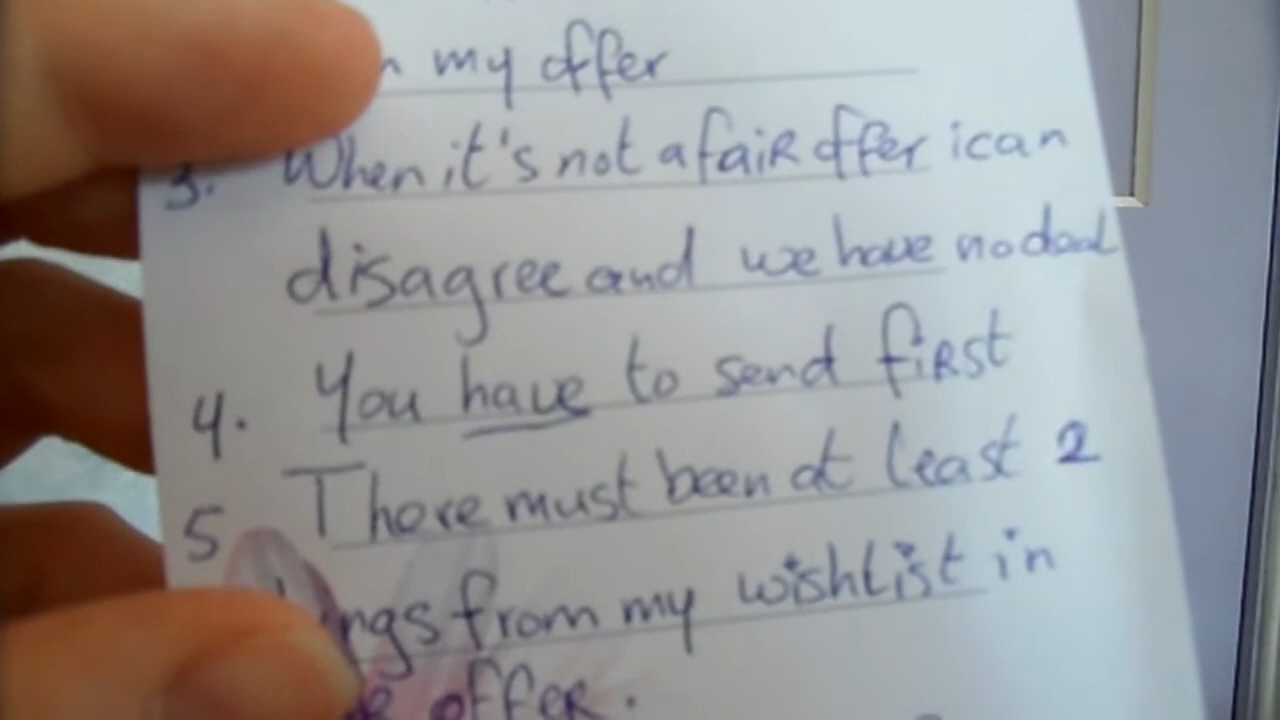 my offer
3. When it's not a faiR offer i can
disagree and we have no deal
4. You have to send fiRst
5 There must been at least 2
from my wishlist in
offeR.